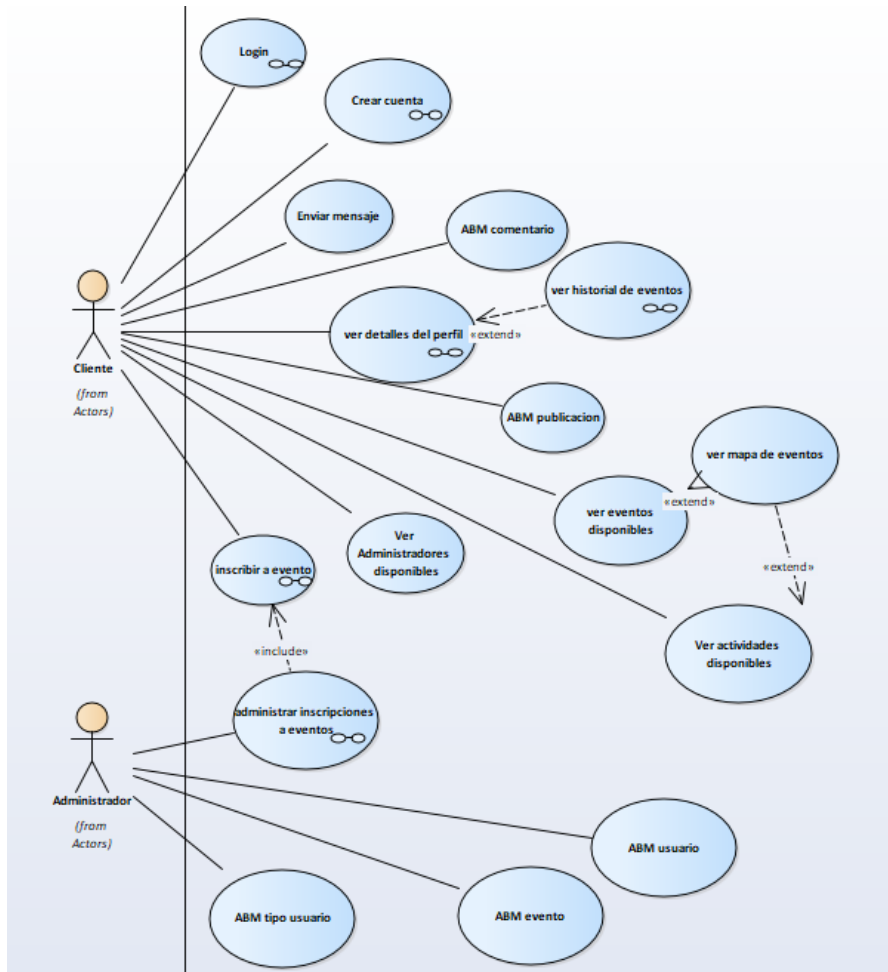 Login
Crear cuenta
Enviar mensaje
ABM comentario
ver historial de eventos
ver detalles del perfil
«extend»
Cliente
(from
Actors)
ABM publicacion
ver mapa de eventos
«extend»
ver eventos
disponibles
Ver
Administradores
disponibles
inscribir a evento
«extend»
«include»
Ver actividades
disponibles
administrar inscripciones
a eventos
Administrador
(from
Actors)
ABM usuario
ABM tipo usuario
ABM evento